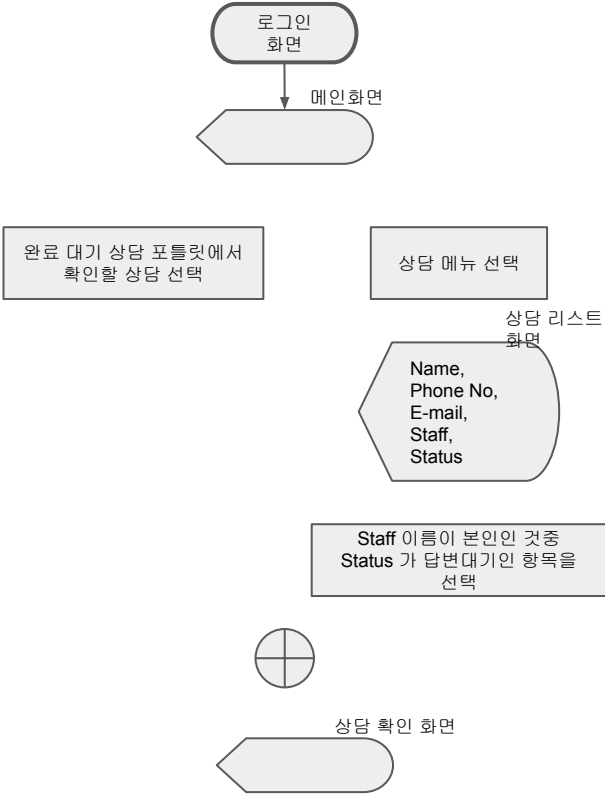 로그인
화면
메인화면
완료 대기 상담 포틀릿에서
확인할 상담 선택
상담 메뉴 선택
상담 리스트
화면
Name,
Phone No,
E-mail,
Staff,
Status
Staff 이름이 본인인 것중
Status 가 답변대기인 항목을
선택
상담 확인 화면